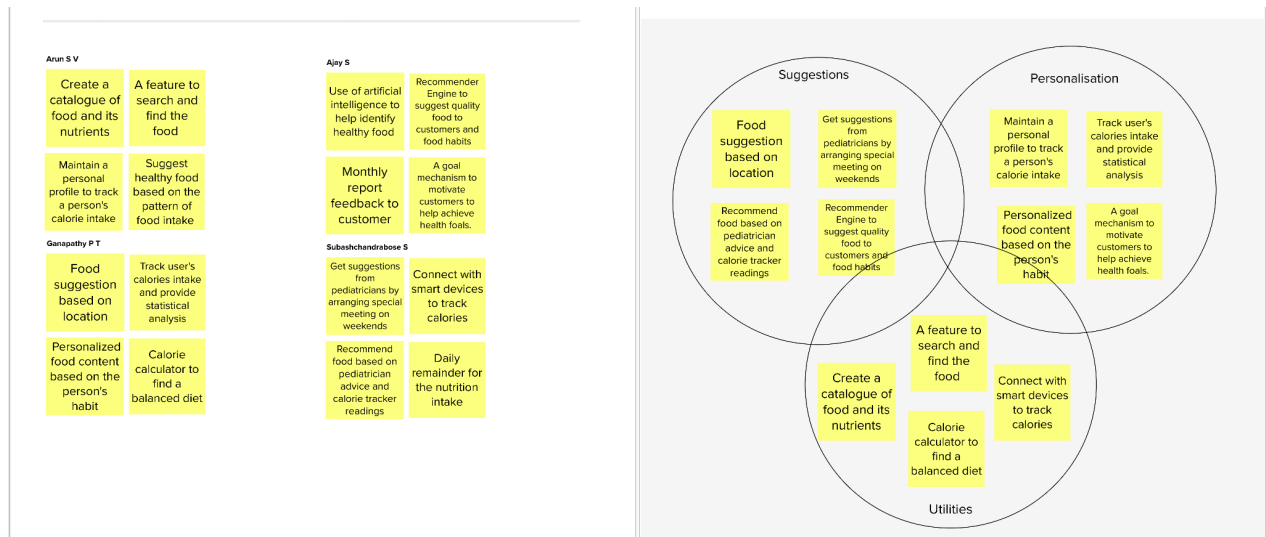 Arun S V
Create a
catalogue of
food and its
nutrients
A feature to
search and
find the
food
Maintain a
personal
profile to track
a person's
calorie intake
Suggest
healthy food
based on the
pattern of
food intake
Ganapathy P T
Food
suggestion
based on
location
Track user's
calories intake
and provide
statistical
analysis
Personalized
food content
based on the
person's
habit
Calorie
calculator to
find a
balanced diet
Ajay S
Use of artificial
intelligence to
help identify
healthy food
Recommender
Engine to
suggest quality
food to
customers and
food habits
Monthly
report
feedback to
customer
A goal
mechanism to
motivate
customers to
help achieve
health foals.
Subashchandrabose S
Get suggestions
from
pediatricians by
arranging special
meeting on
weekends
Connect with
smart devices
to track
calories
Recommend
food based on
pediatrician
advice and
calorie tracker
readings
Daily
remainder for
the nutrition
intake
Suggestions
Food
suggestion
based on
location
Get suggestions
from
pediatricians by
arranging special
meeting on
weekends
Recommend
food based on
pediatrician
advice and
calorie tracker
readings
Recommender
Engine to
suggest quality
food to
customers and
food habits
Personalisation
Maintain a
personal
profile to track
a person's
calorie intake
Track user's
calories intake
and provide
statistical
analysis
Personalized
food content
based on the
person's
habit
A goal
mechanism to
motivate
customers to
help achieve
health foals.
A feature to
search and
find the
food
Create a
catalogue of
food and its
nutrients
Connect with
smart devices
to track
calories
Calorie
calculator to
find a
balanced diet
Utilities